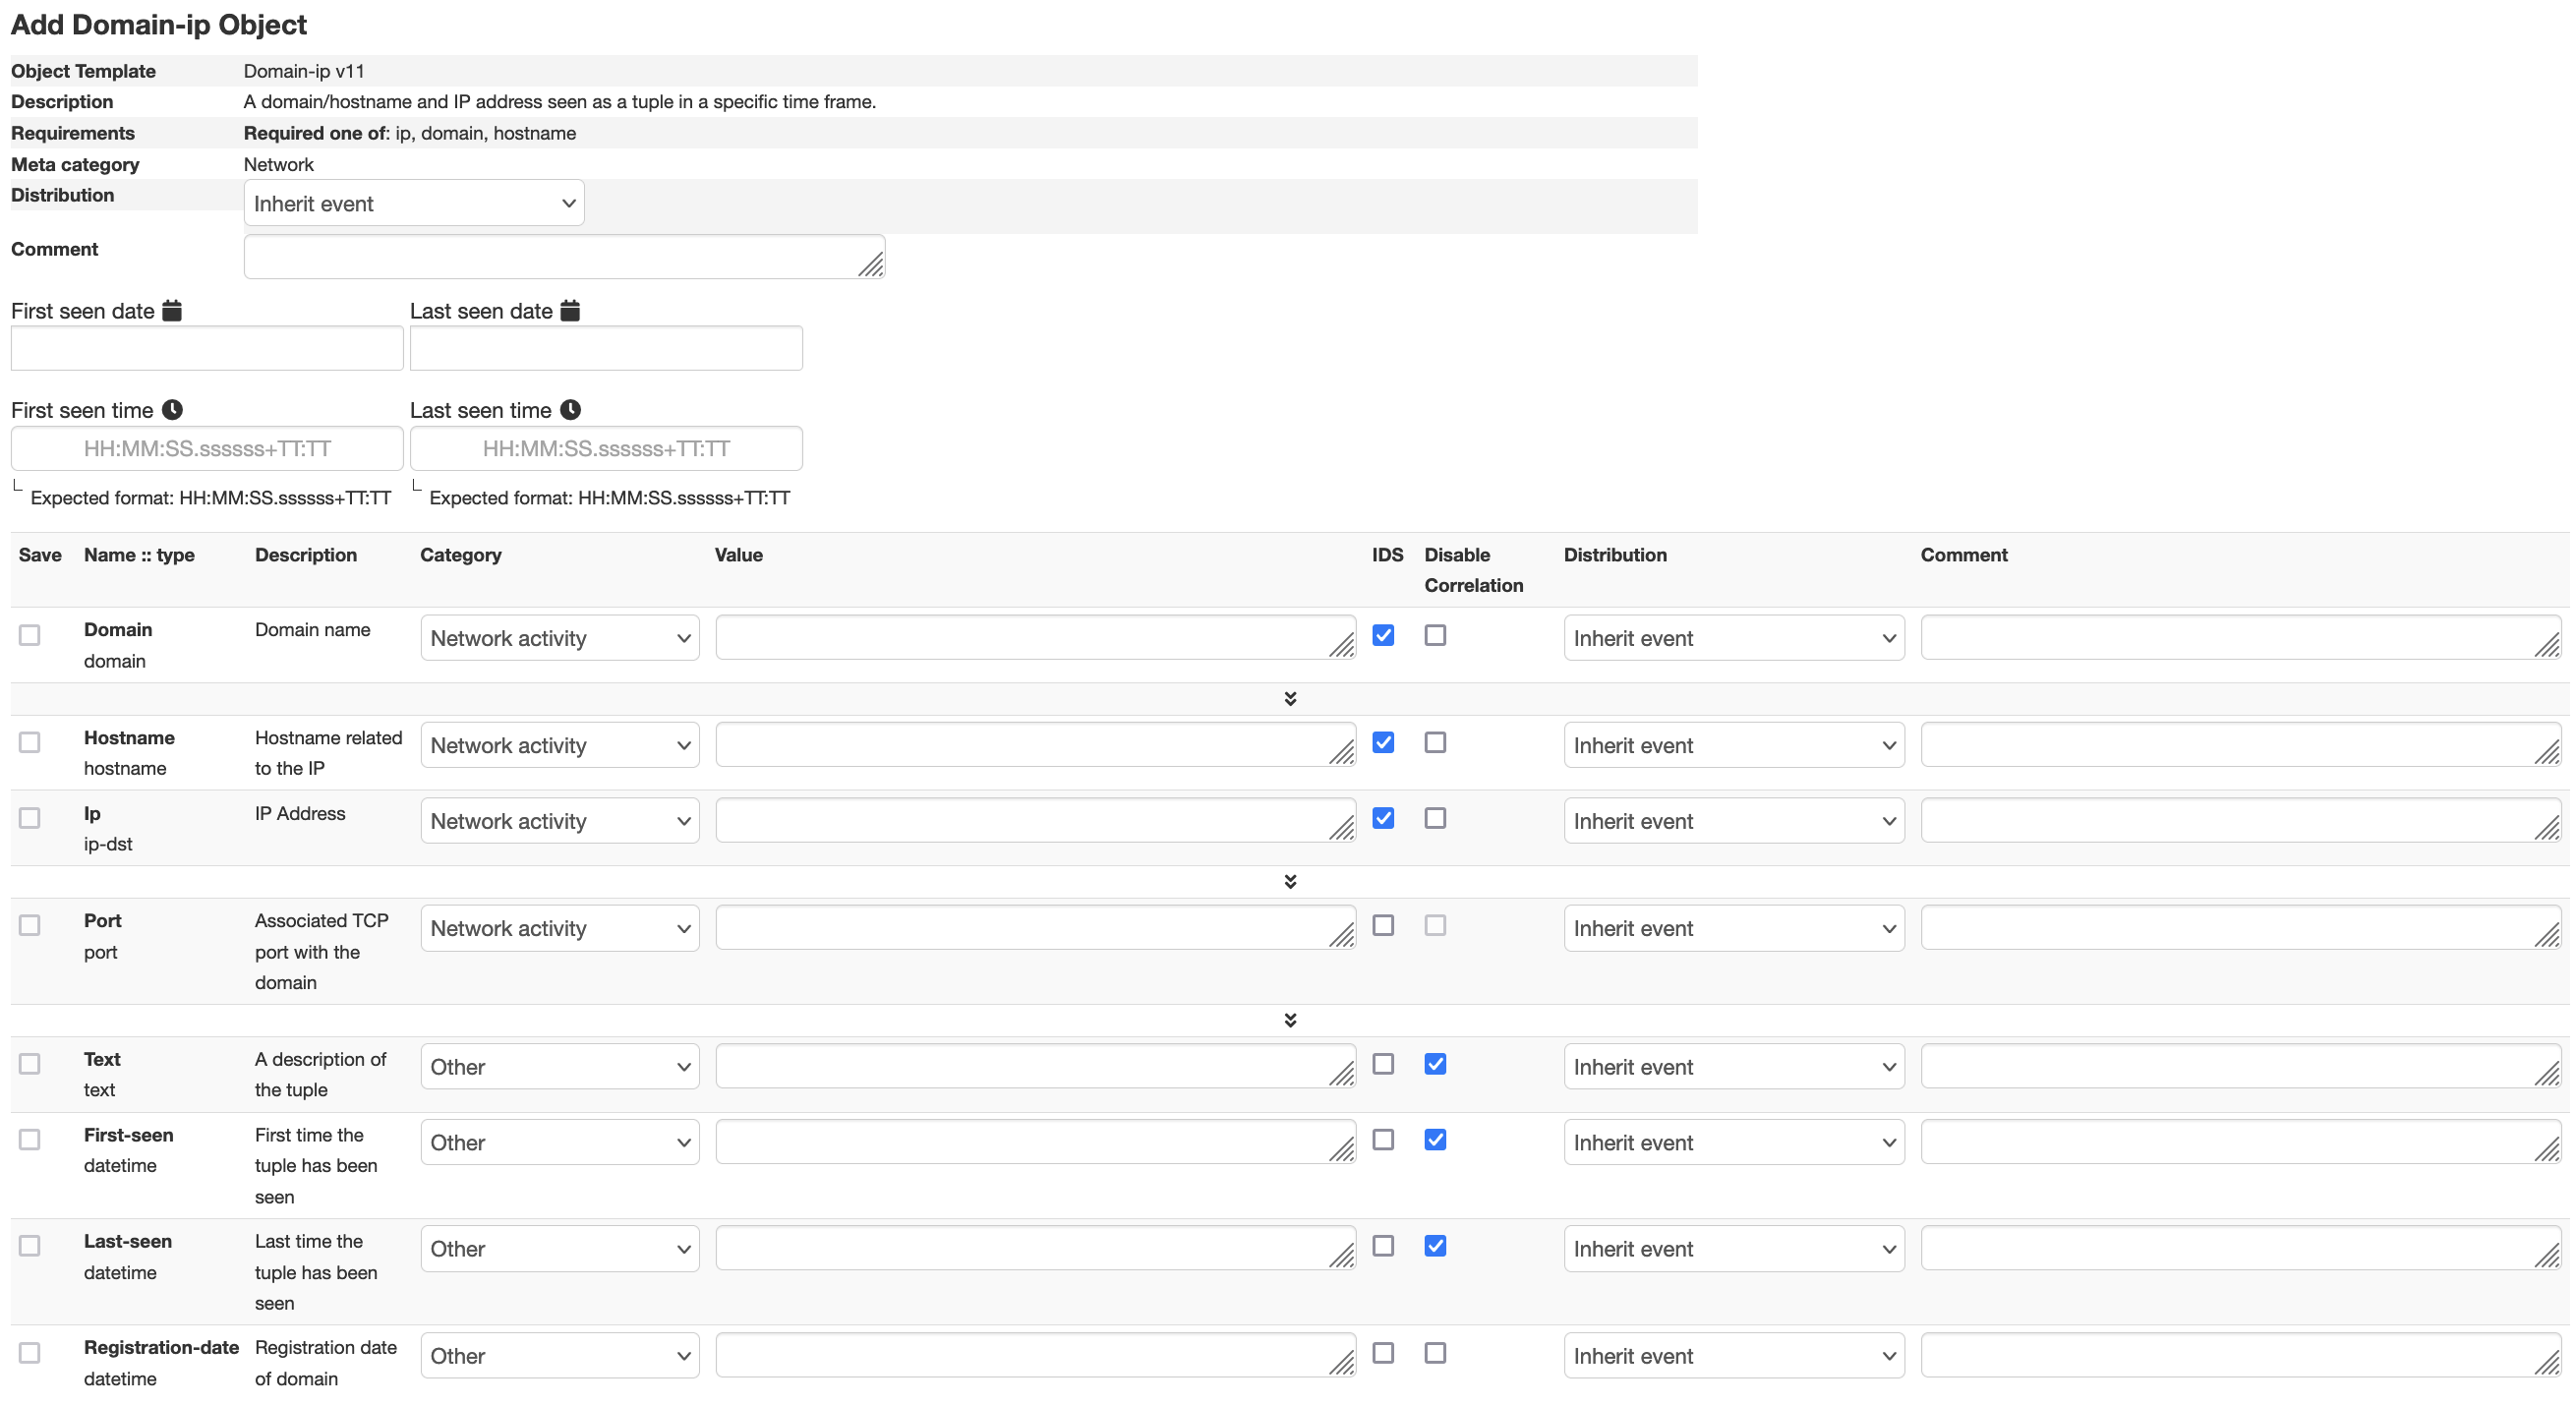 Add Domain-ip Object
Object Template Domain-ip v11
Description A domain/hostname and IP address seen as a tuple in a specific time frame.
Requirements Required one of: ip, domain, hostname
Meta category Network
Distribution Inherit event
Comment
First seen date Last seen date
First seen time Last seen time
HH:MM:SS.ssssss+TT:TT HH:MM:SS.ssssss+TT:TT
Expected format: HH:MM:SS.ssssss+TT:TT Expected format: HH:MM:SS.ssssss+TT:TT
Save Name :: type Description Category Value IDS Disable Distribution Comment
Correlation
Domain Domain name Network activity Inherit event
domain
Hostname Hostname related Network activity Inherit event
hostname to the IP
Ip IP Address Network activity Inherit event
ip-dst
Port Associated TCP Network activity Inherit event
port port with the
domain
Text A description of Other Inherit event
text the tuple
First-seen First time the Other Inherit event
datetime tuple has been
seen
Last-seen Last time the Other Inherit event
datetime tuple has been
seen
Registration-date Registration date Other Inherit event
datetime of domain